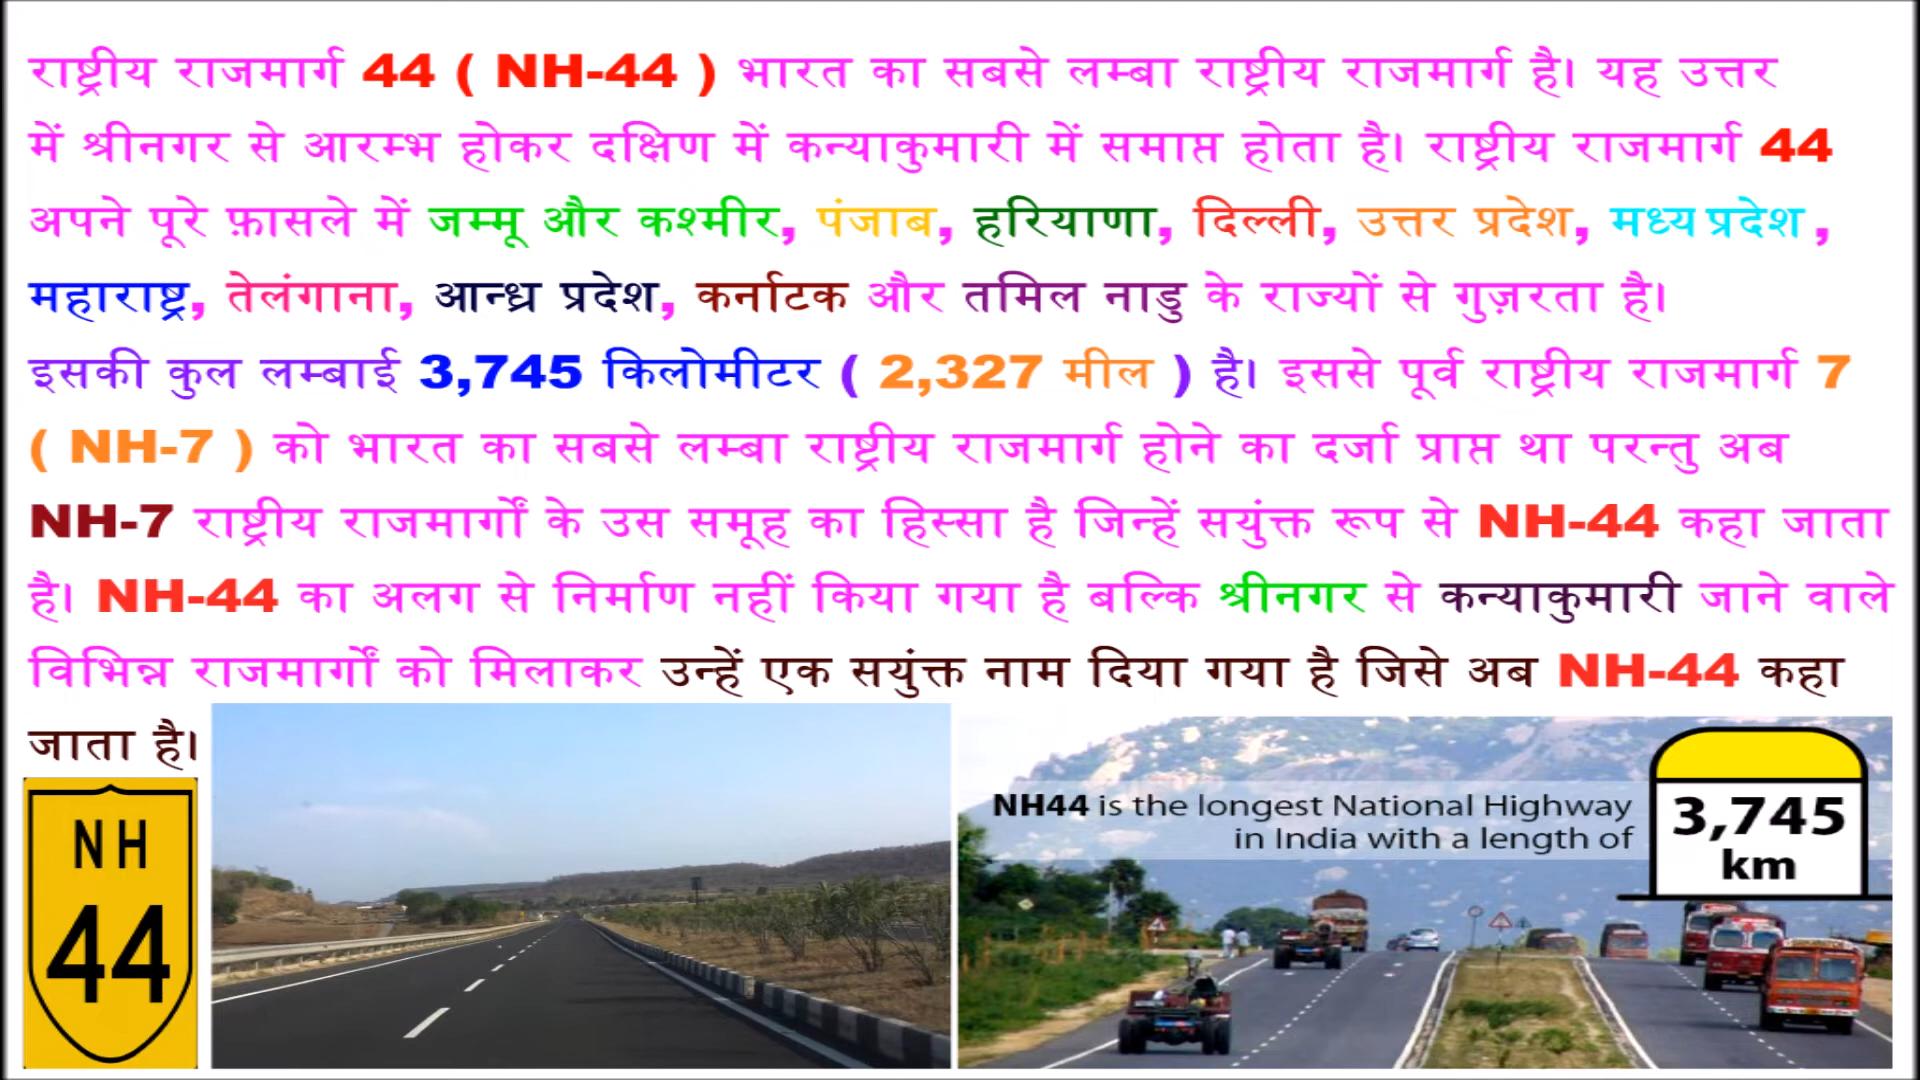 राष्ट्रीय राजमार्ग 44 ( NH-44 ) भारत का सबसे लम्बा राष्ट्रीय राजमार्ग है। यह उत्तर
में श्रीनगर से आरम्भ होकर दक्षिण में कन्याकुमारी में समाप्त होता है। राष्ट्रीय राजमार्ग 44
अपने पूरे फ़ासले में जम्मू और कश्मीर, पंजाब, हरियाणा, दिल्ली, उत्तर प्रदेश, मध्य प्रदेश,
महाराष्ट्र, तेलंगाना, आन्ध्र प्रदेश, कर्नाटक और तमिल नाडु के राज्यों से गुज़रता है।
इसकी कुल लम्बाई 3,745 किलोमीटर ( 2,327 मील ) है। इससे पूर्व राष्ट्रीय राजमार्ग 7
( NH-7 ) को भारत का सबसे लम्बा राष्ट्रीय राजमार्ग होने का दर्जा प्राप्त था परन्तु अब
NH-7 राष्ट्रीय राजमार्गों के उस समूह का हिस्सा है जिन्हें सयुंक्त रूप से NH-44 कहा जाता
है। NH-44 का अलग से निर्माण नहीं किया गया है बल्कि श्रीनगर से कन्याकुमारी जाने वाले
विभिन्न राजमार्गों को मिलाकर उन्हें एक सयुंक्त नाम दिया गया है जिसे अब NH-44 कहा
जाता है।
NH
44
NH44 is the longest National Highway
in India with a length of
3,745
km